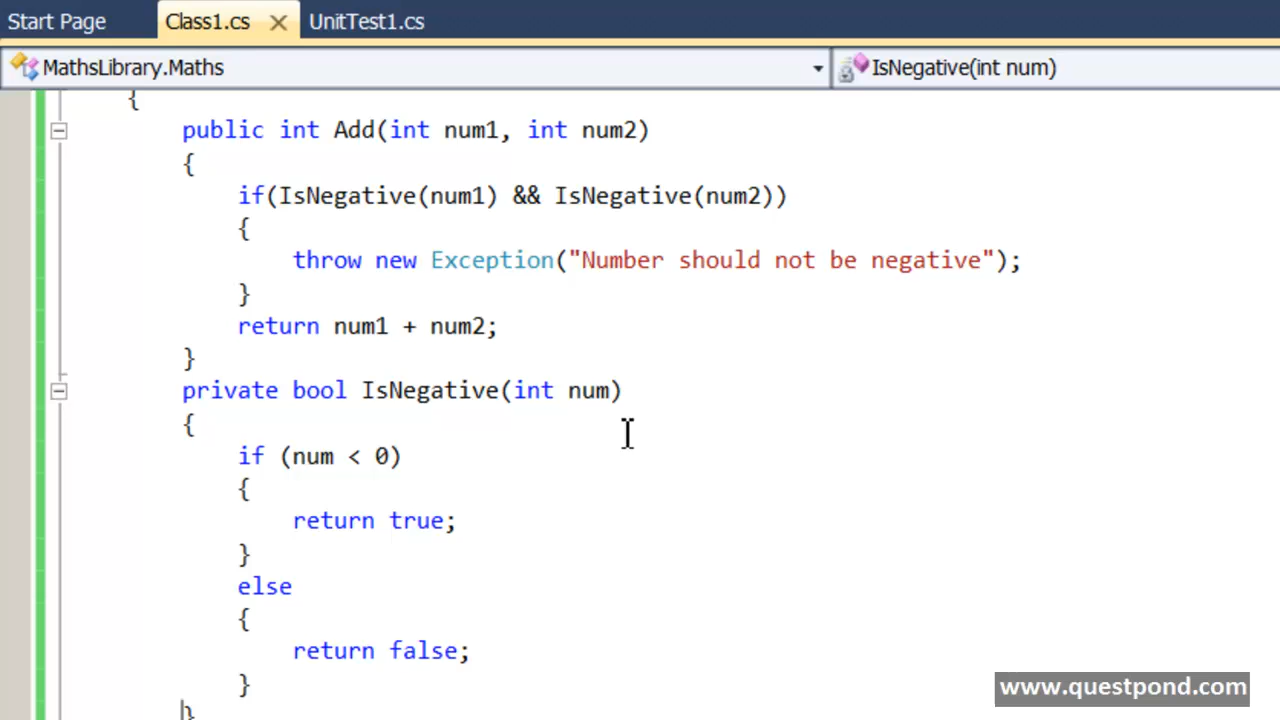 Start Page Class1.cs UnitTest1.cs
MathsLibrary.Maths IsNegative(int num)
{
public int Add(int num1, int num2)
{
if(IsNegative(num1) && IsNegative(num2))
{
throw new Exception("Number should not be negative");
}
return num1 + num2;
}
private bool IsNegative(int num)
{
if (num < 0)
{
return true;
}
else
{
return false;
}
}
www.questpond.com